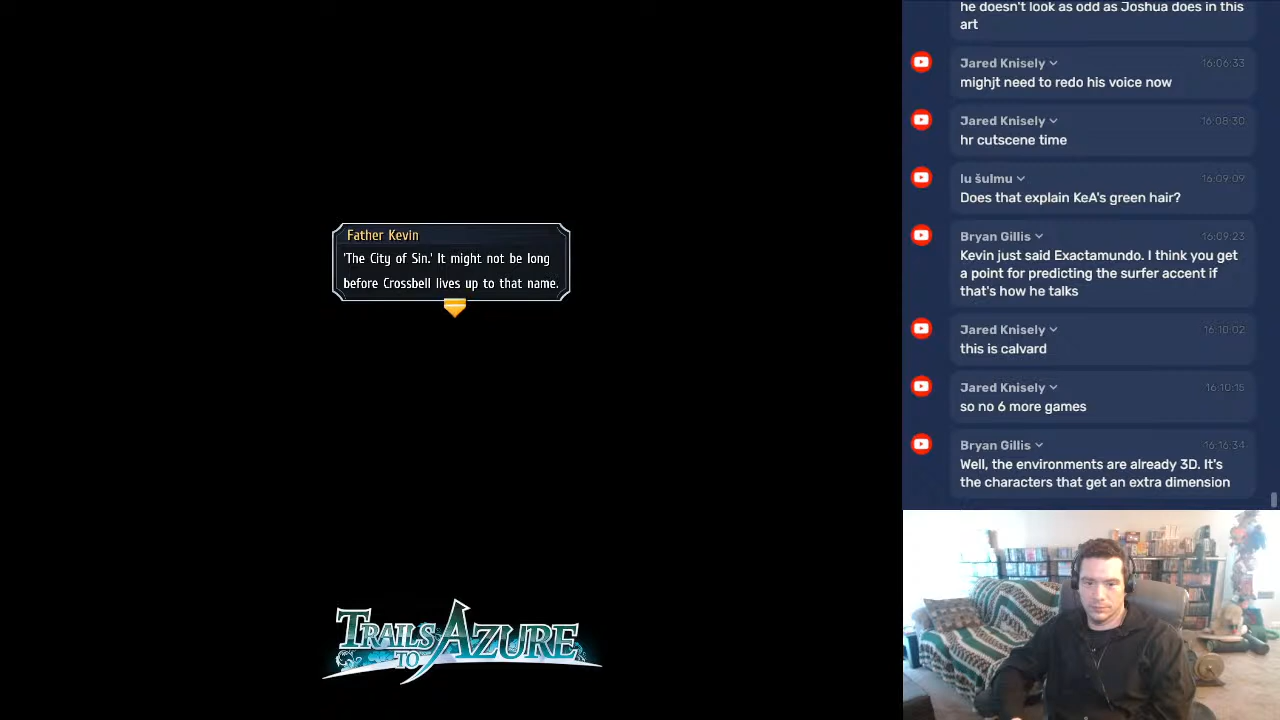 Father Kevin
'The City of Sin.' It might not be long
before Crossbell lives up to that name.
TRAILS
TO
AZURE
he doesn't look as odd as Joshua does in this
art
Jared Knisely 16:06:33
mighjt need to redo his voice now
Jared Knisely 16:08:30
hr cutscene time
lu šulmu 16:09:09
Does that explain KeA's green hair?
Bryan Gillis 16:09:23
Kevin just said Exactamundo. I think you get
a point for predicting the surfer accent if
that's how he talks
Jared Knisely 16:10:02
this is calvard
Jared Knisely 16:10:15
so no 6 more games
Bryan Gillis 16:16:34
Well, the environments are already 3D. It's
the characters that get an extra dimension